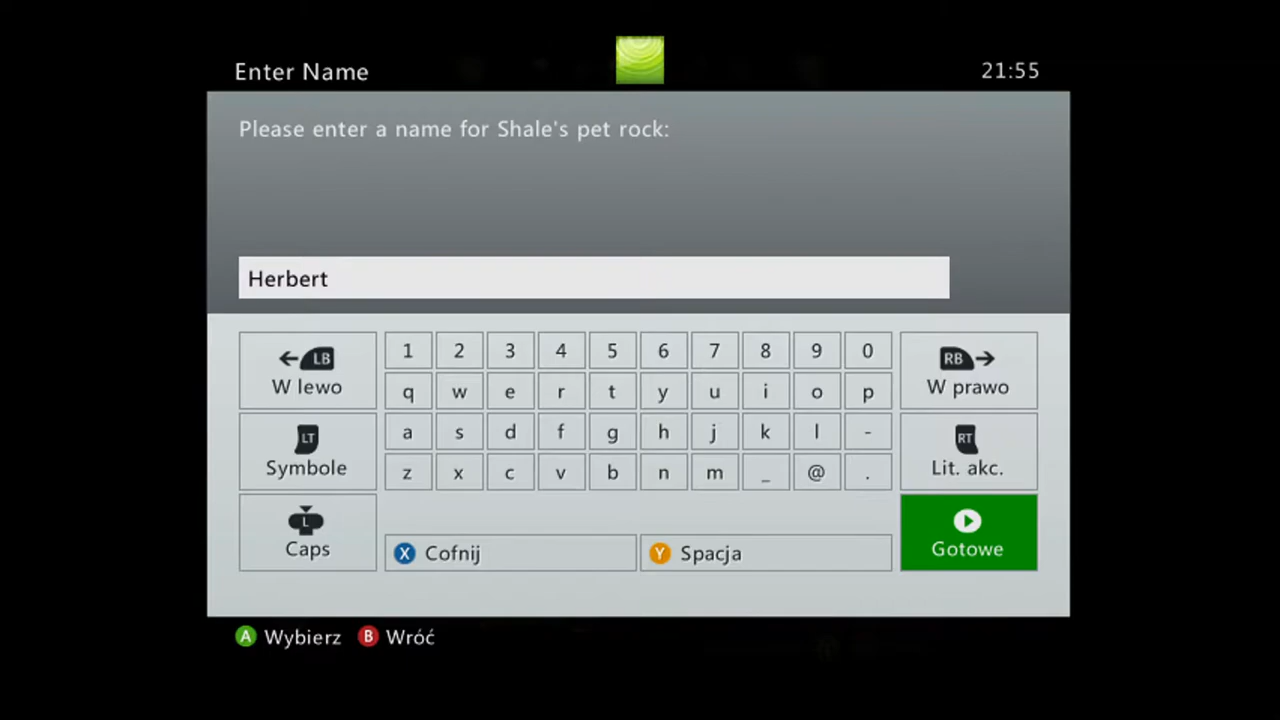 Enter Name
21:55
Please enter a name for Shale's pet rock:
Herbert
LB
W lewo
1 2 3 4 5 6 7 8 9 0
RB
W prawo
q w e r t y u i o p
LT
Symbole
a s d f g h j k l -
RT
Lit. akc.
z x c v b n m _ @ .
L
Caps
X Cofnij
Y Spacja
Gotowe
A Wybierz B Wróć